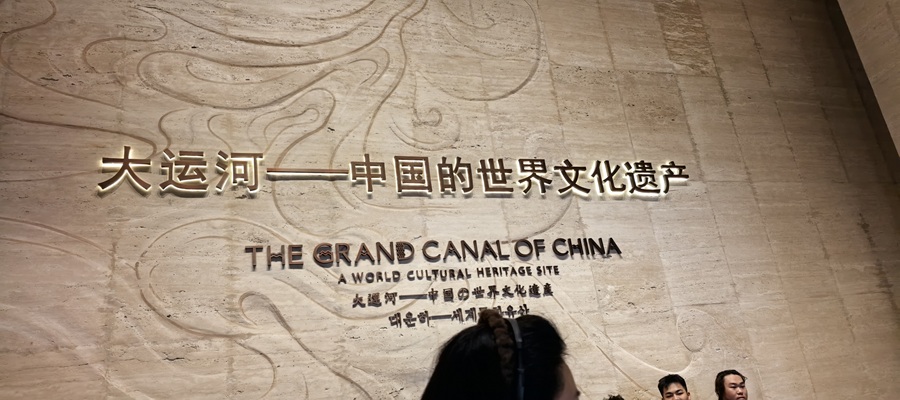 大运河——中国的世界文化遗产
THE GRAND CANAL OF CHINA
A WORLD CULTURAL HERITAGE SITE
大運河——中国の世界文化遺産
대운하——세계